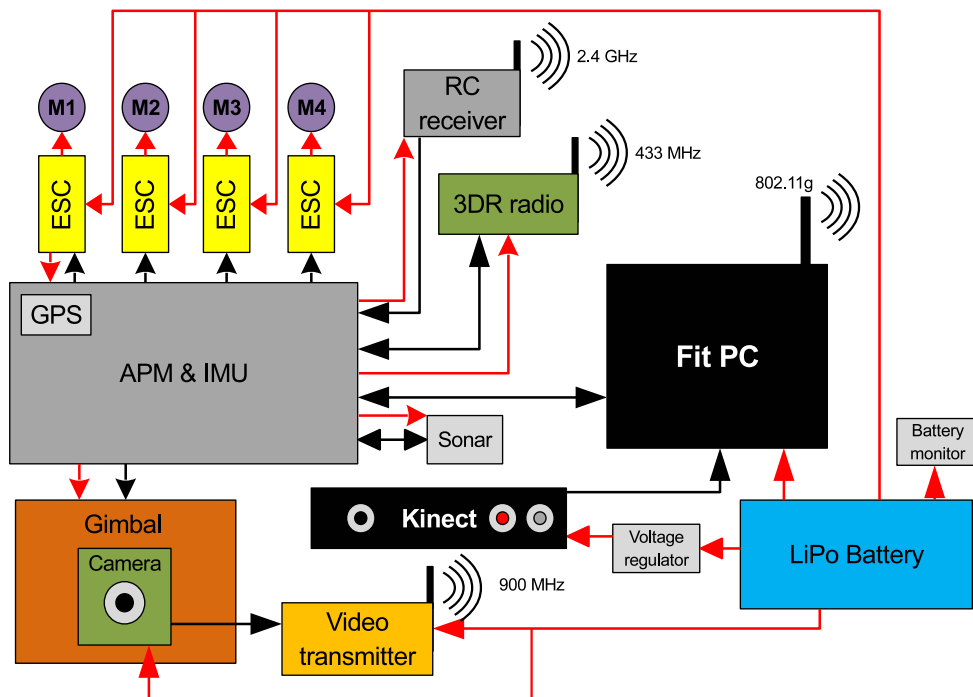 2.4 GHz
RC
receiver
M1
M2
M3
M4
433 MHz
ESC
ESC
ESC
ESC
3DR radio
802.11g
GPS
APM & IMU
Fit PC
Sonar
Battery
monitor
Gimbal
Kinect
Voltage
regulator
LiPo Battery
Camera
900 MHz
Video
transmitter